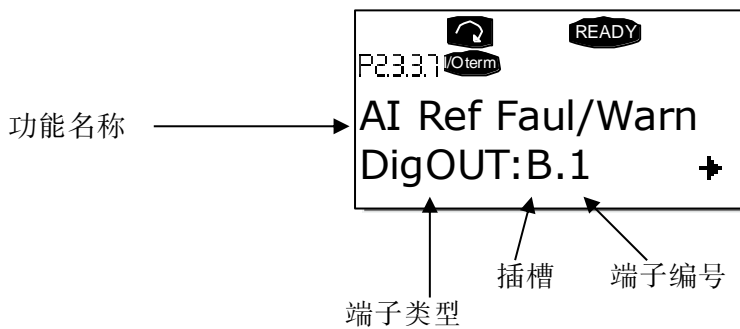 READY
P2.3.3.7 I/Oterm
功能名称
AI Ref Faul/Warn
DigOUT:B.1
插槽
端子编号
端子类型